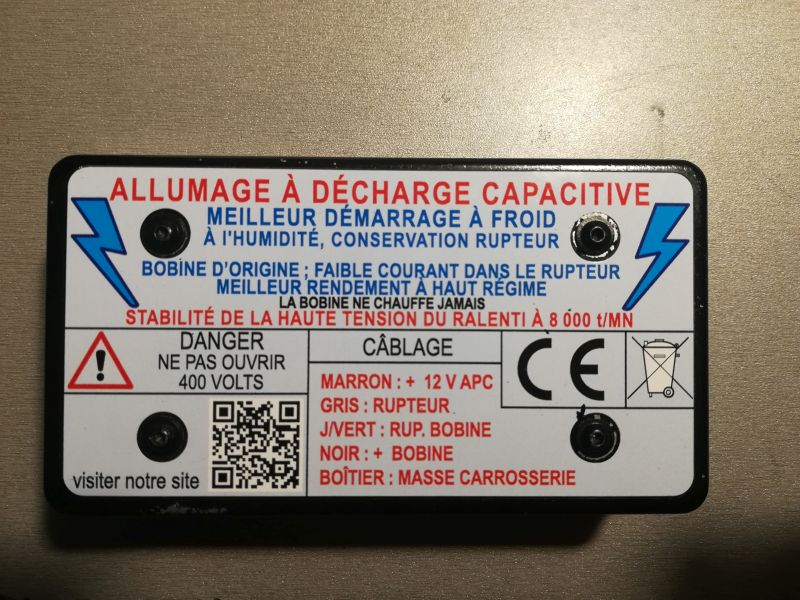 ALLUMAGE À DÉCHARGE CAPACITIVE
MEILLEUR DÉMARRAGE À FROID
À l'HUMIDITÉ, CONSERVATION RUPTEUR
BOBINE D'ORIGINE ; FAIBLE COURANT DANS LE RUPTEUR
MEILLEUR RENDEMENT À HAUT RÉGIME
LA BOBINE NE CHAUFFE JAMAIS
STABILITÉ DE LA HAUTE TENSION DU RALENTI À 8 000 t/MN
DANGER
NE PAS OUVRIR
400 VOLTS
visiter notre site
CÂBLAGE
MARRON : + 12 V APC
GRIS : RUPTEUR
J/VERT : RUP. BOBINE
NOIR : + BOBINE
BOÎTIER : MASSE CARROSSERIE
CE